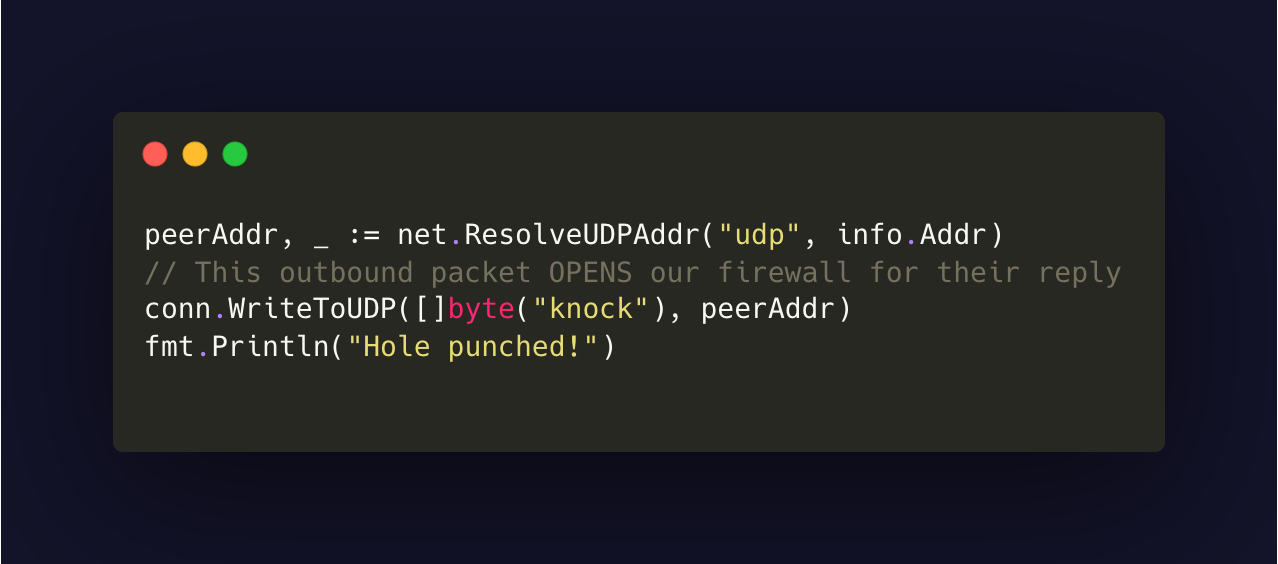 peerAddr, _ := net.ResolveUDPAddr("udp", info.Addr)
// This outbound packet OPENS our firewall for their reply
conn.WriteToUDP([]byte("knock"), peerAddr)
fmt.Println("Hole punched!")